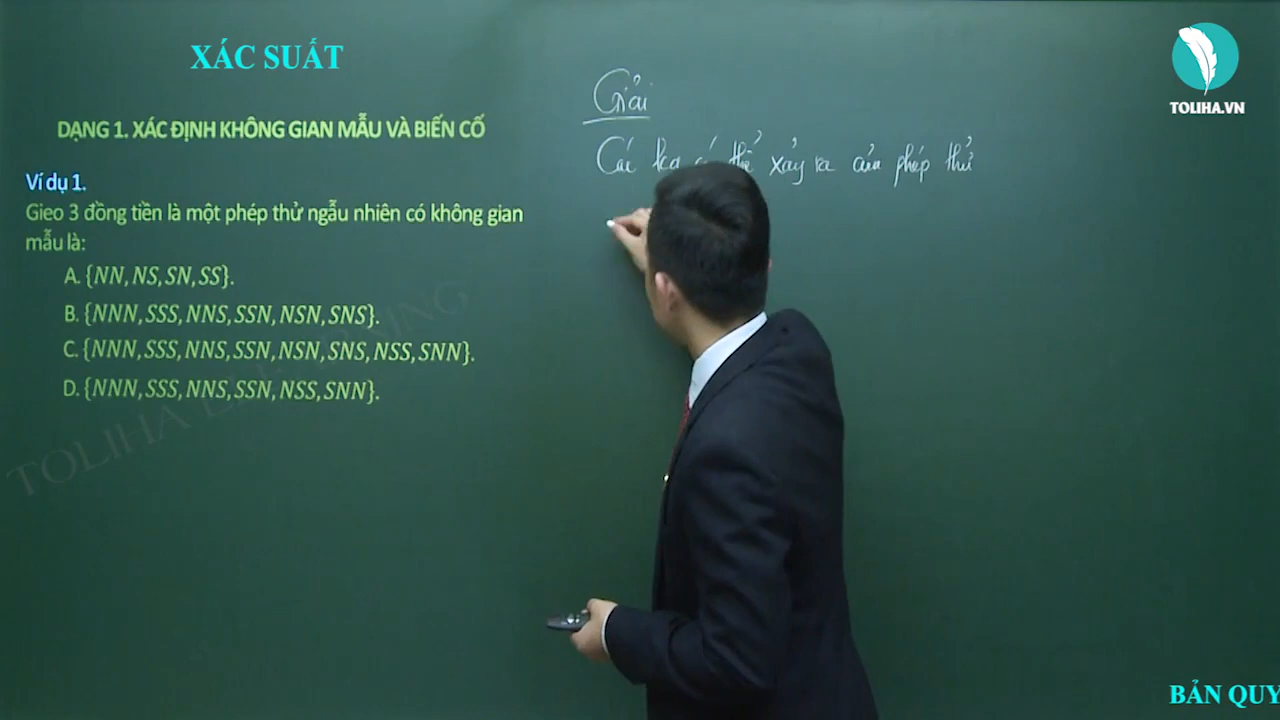 XÁC SUẤT
DẠNG 1. XÁC ĐỊNH KHÔNG GIAN MẪU VÀ BIẾN CỐ
Ví dụ 1.
Gieo 3 đồng tiền là một phép thử ngẫu nhiên có không gian
mẫu là:
A. {NN, NS, SN, SS}.
B. {NNN, SSS, NNS, SSN, NSN, SNS}.
C. {NNN, SSS, NNS, SSN, NSN, SNS, NSS, SNN}.
D. {NNN, SSS, NNS, SSN, NSS, SNN}.
TOLIHA
Giải
Các thể xảy ra của phép thử
TOLIHA.VN
BẢN QUY